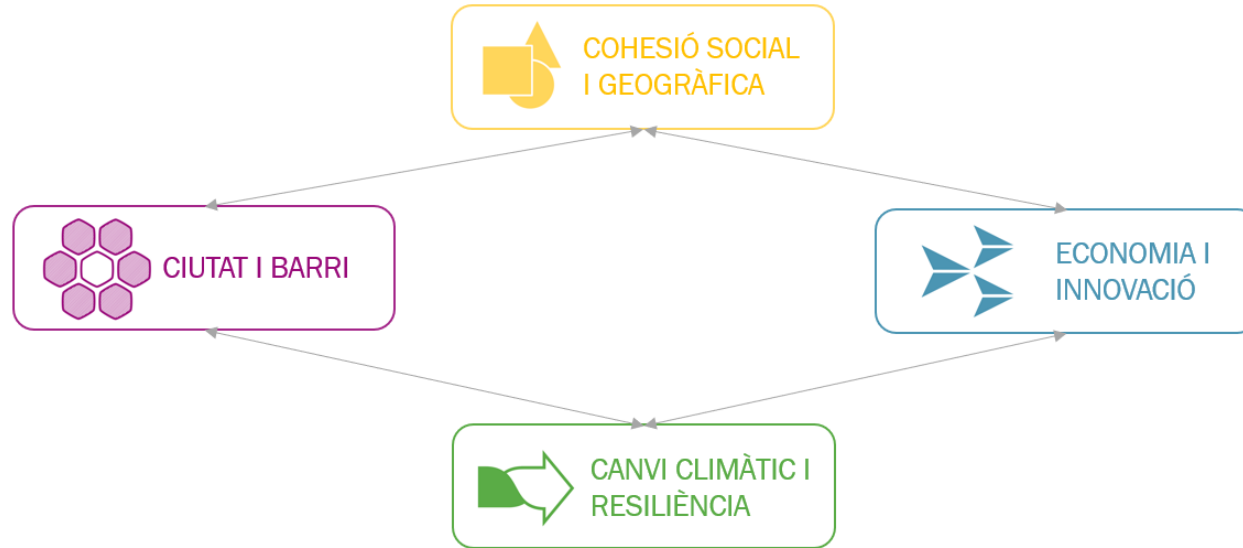 COHESIÓ SOCIAL
I GEOGRÀFICA
CIUTAT I BARRI
ECONOMIA I
INNOVACIÓ
CANVI CLIMÀTIC I
RESILIÈNCIA